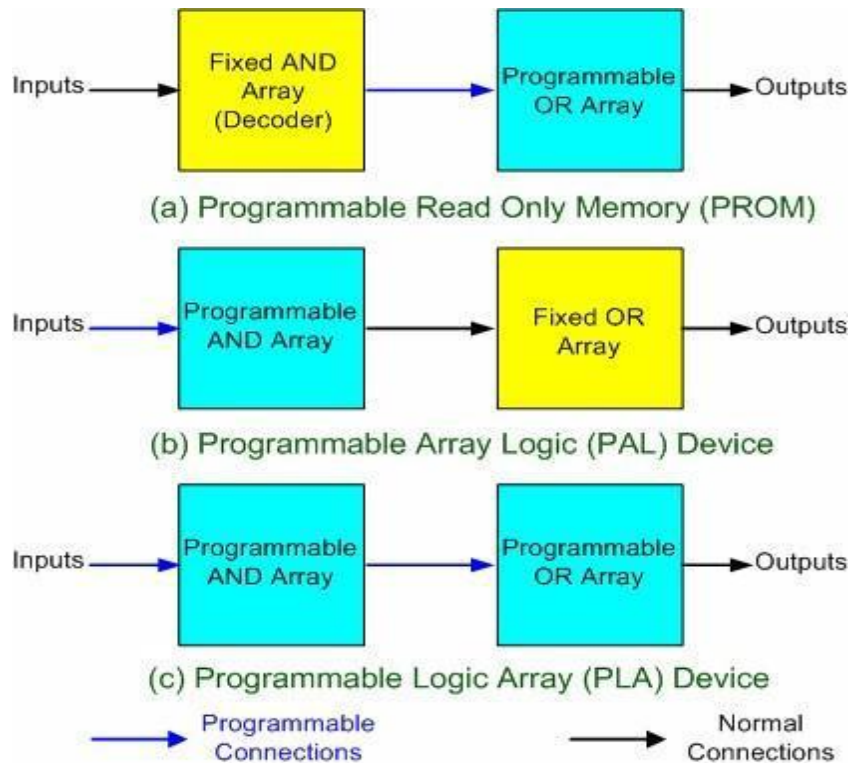 Inputs
Fixed AND
Array
(Decoder)
Programmable
OR Array
Outputs
(a) Programmable Read Only Memory (PROM)
Inputs
Programmable
AND Array
Fixed OR
Array
Outputs
(b) Programmable Array Logic (PAL) Device
Inputs
Programmable
AND Array
Programmable
OR Array
Outputs
(c) Programmable Logic Array (PLA) Device
Programmable
Connections
Normal
Connections